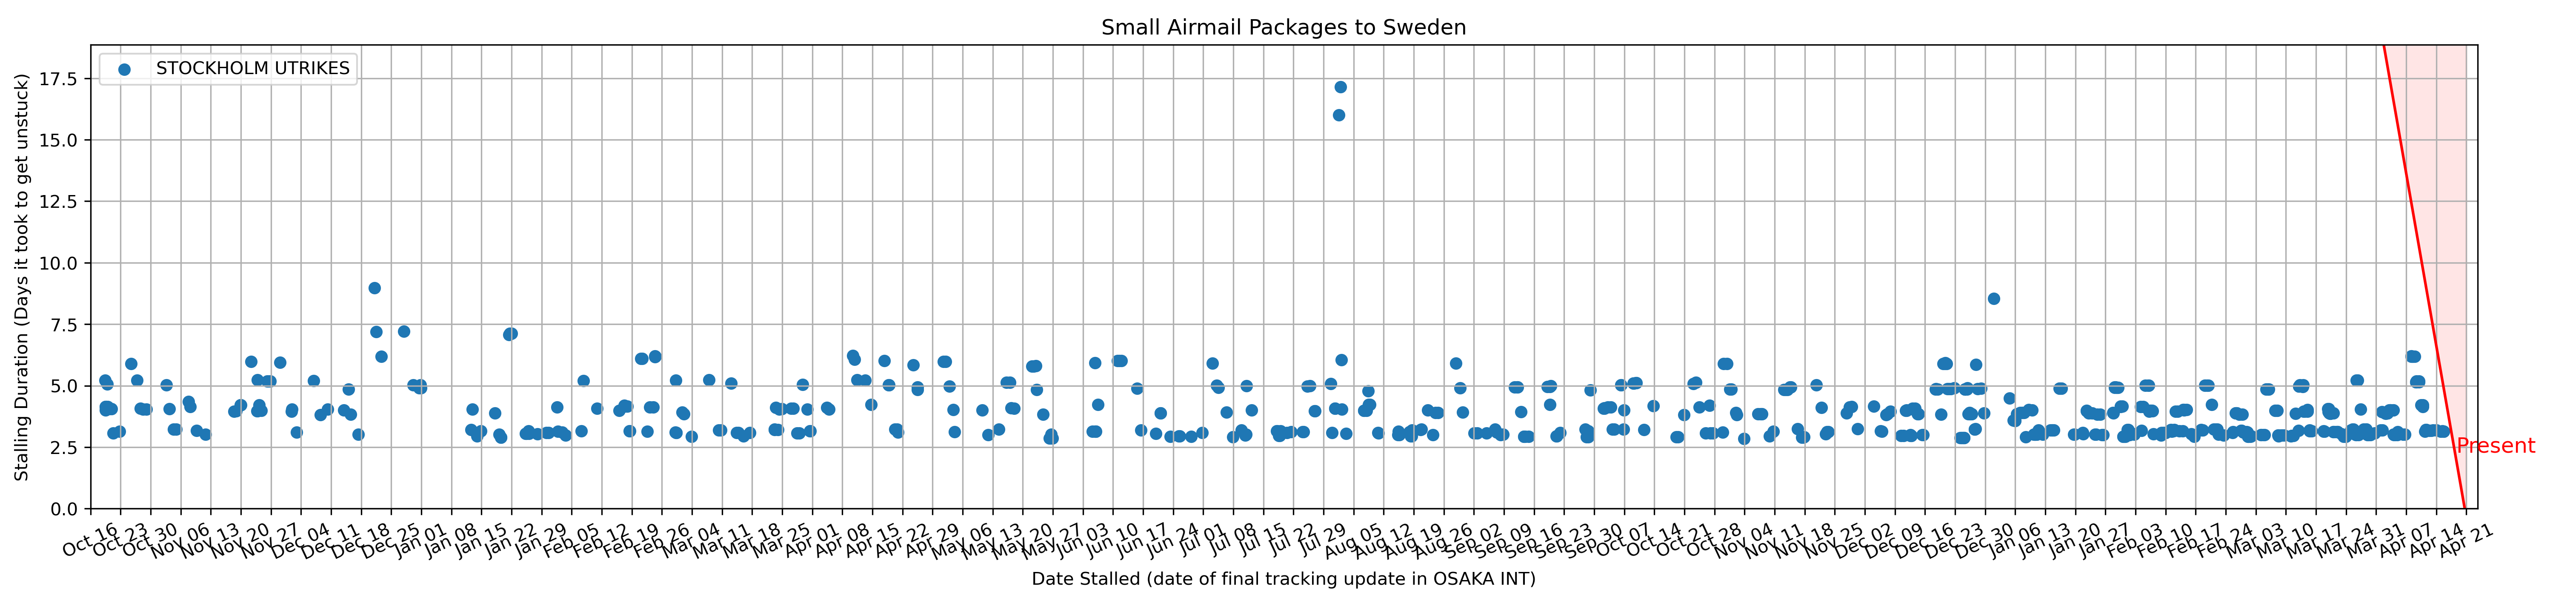 Small Airmail Packages to Sweden
STOCKHOLM UTRIKES
Stalling Duration (Days it took to get unstuck)
17.5
15.0
12.5
10.0
7.5
5.0
2.5
0.0
Present
Oct 16 Oct 23 Oct 30 Nov 06 Nov 13 Nov 20 Nov 27 Dec 04 Dec 11 Dec 18 Dec 25 Jan 01 Jan 08 Jan 15 Jan 22 Jan 29 Feb 05 Feb 12 Feb 19 Feb 26 Mar 04 Mar 11 Mar 18 Mar 25 Apr 01 Apr 08 Apr 15 Apr 22 Apr 29 May 06 May 13 May 20 May 27 Jun 03 Jun 10 Jun 17 Jun 24 Jul 01 Jul 08 Jul 15 Jul 22 Jul 29 Aug 05 Aug 12 Aug 19 Aug 26 Sep 02 Sep 09 Sep 16 Sep 23 Sep 30 Oct 07 Oct 14 Oct 21 Oct 28 Nov 04 Nov 11 Nov 18 Nov 25 Dec 02 Dec 09 Dec 16 Dec 23 Dec 30 Jan 06 Jan 13 Jan 20 Jan 27 Feb 03 Feb 10 Feb 17 Feb 24 Mar 03 Mar 10 Mar 17 Mar 24 Mar 31 Apr 07 Apr 14 Apr 21
Date Stalled (date of final tracking update in OSAKA INT)